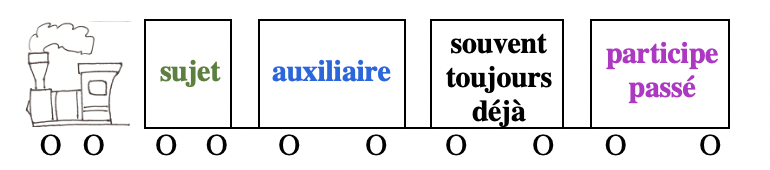 sujet
auxiliaire
souvent
toujours
déjà
participe
passé
O O O O O O O O O O